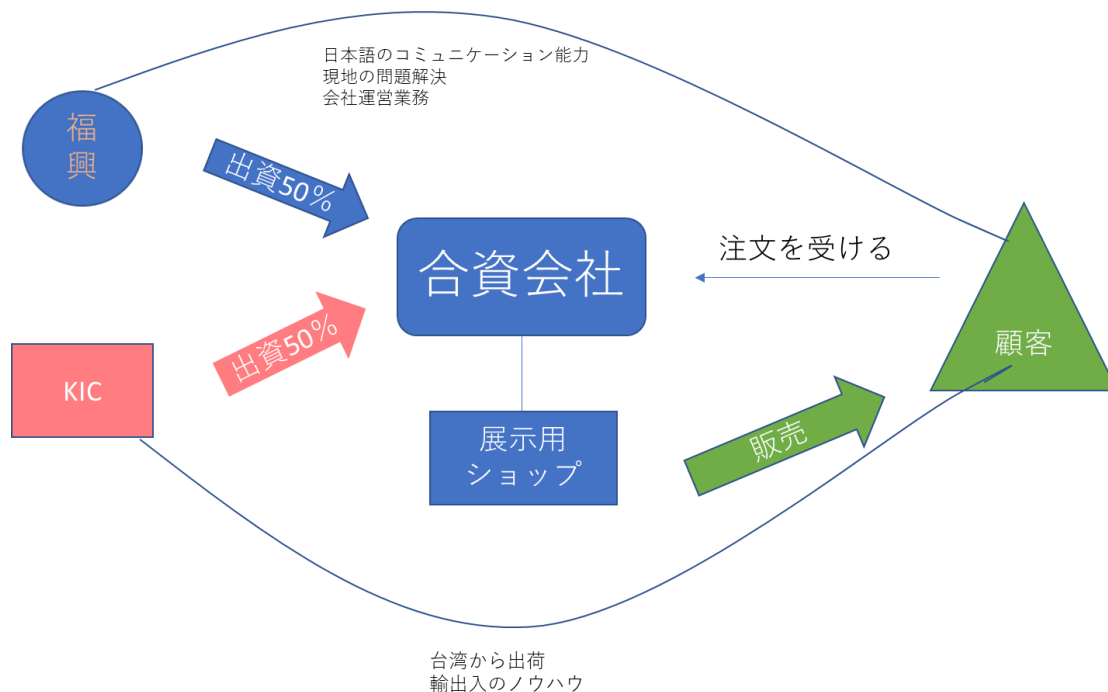 日本語のコミュニケーション能力
現地の問題解決
会社運営業務
福
興
出資50％
合資会社
注文を受ける
出資50％
KIC
顧客
展示用
ショップ
販売
台湾から出荷
輸出入のノウハウ